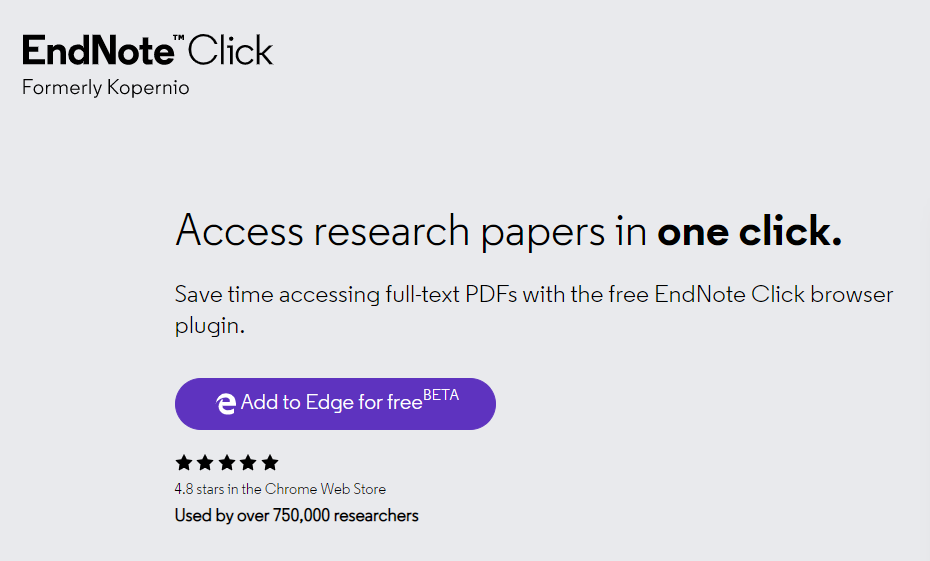 EndNote™ Click
Formerly Kopernio
Access research papers in one click.
Save time accessing full-text PDFs with the free EndNote Click browser
plugin.
Add to Edge for free BETA
4.8 stars in the Chrome Web Store
Used by over 750,000 researchers